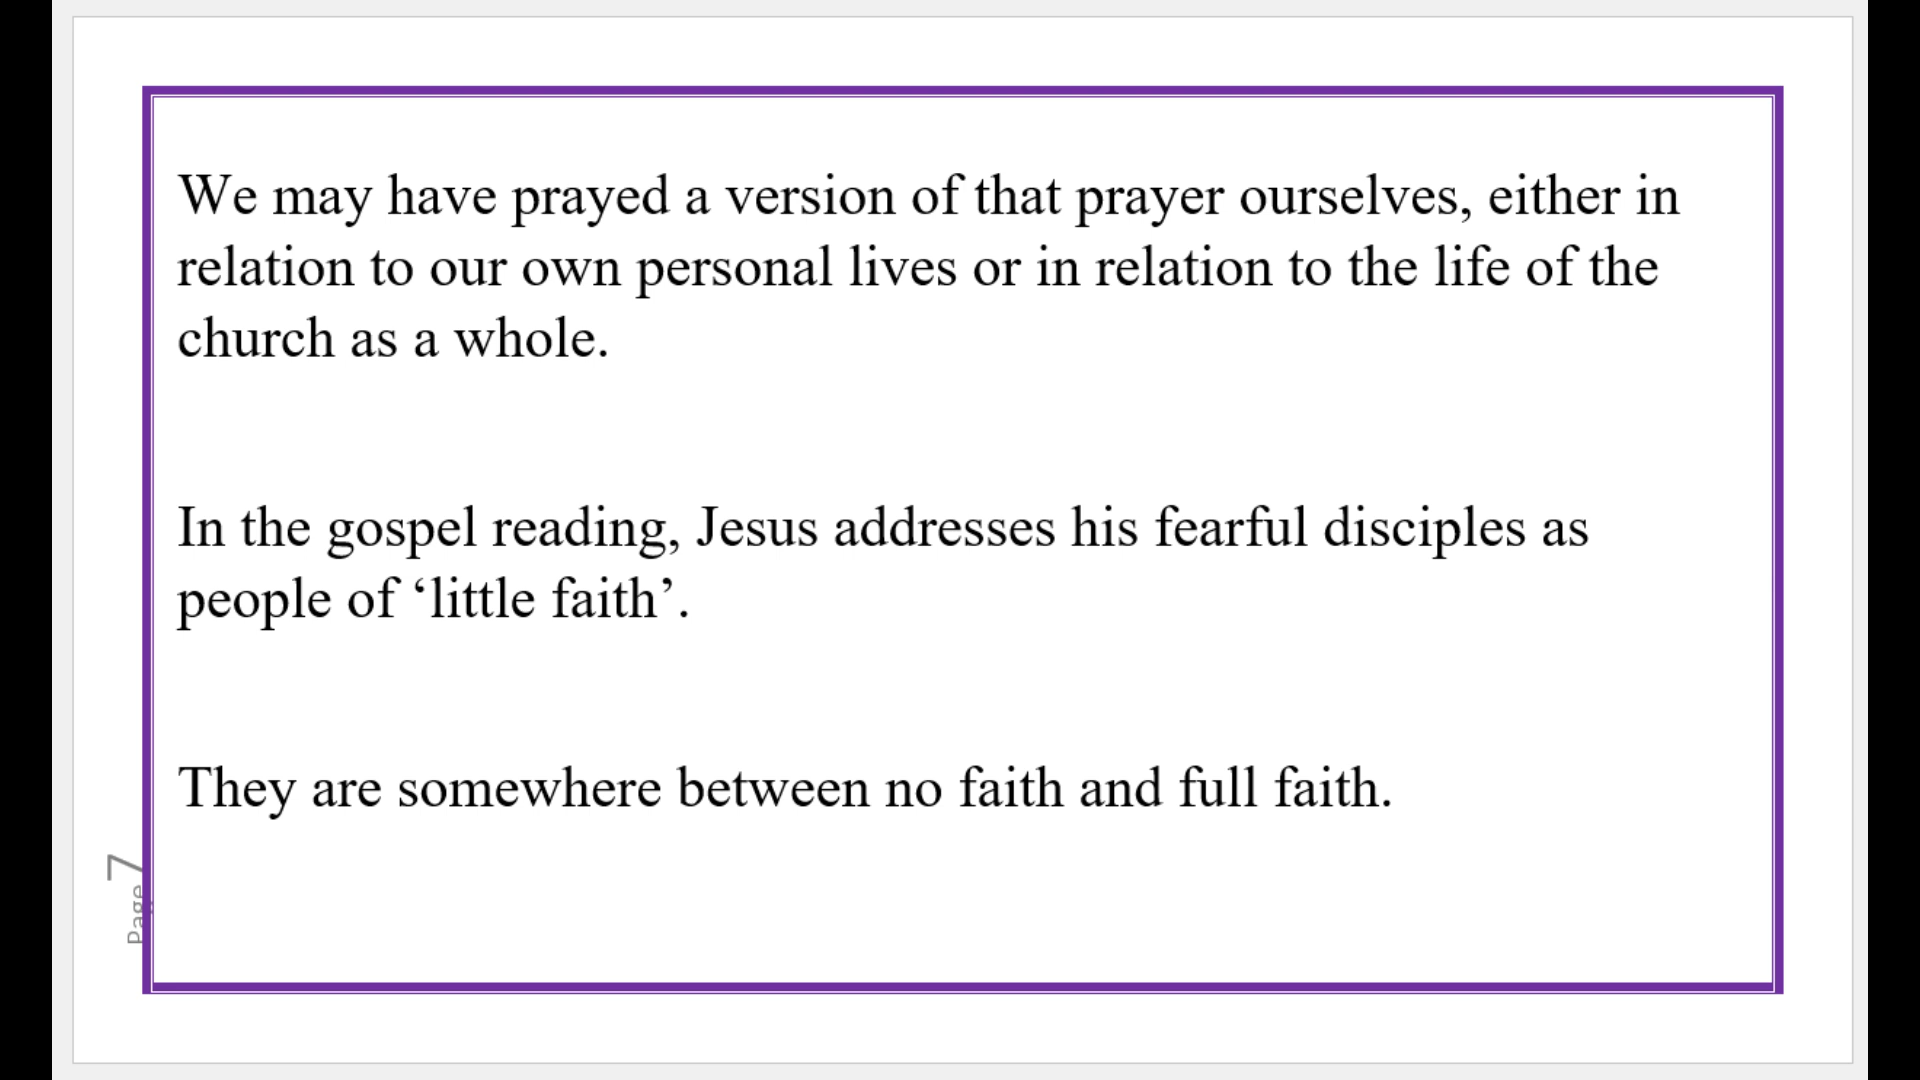 We may have prayed a version of that prayer ourselves, either in
relation to our own personal lives or in relation to the life of the
church as a whole.
In the gospel reading, Jesus addresses his fearful disciples as
people of ‘little faith’.
They are somewhere between no faith and full faith.
Page 7